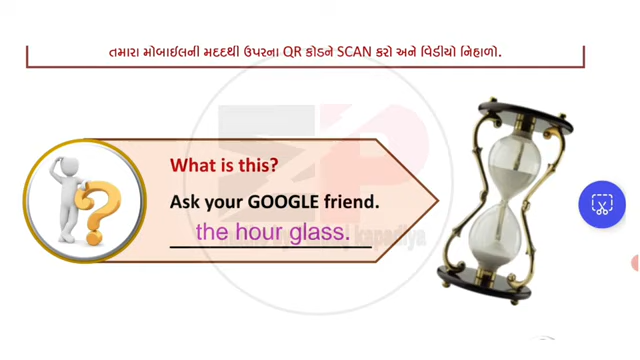 તમારા મોબાઈલની મદદથી ઉપરના QR કોડને SCAN કરો અને વિડીયો નિહાળો.
What is this?
Ask your GOOGLE friend.
the hour glass.